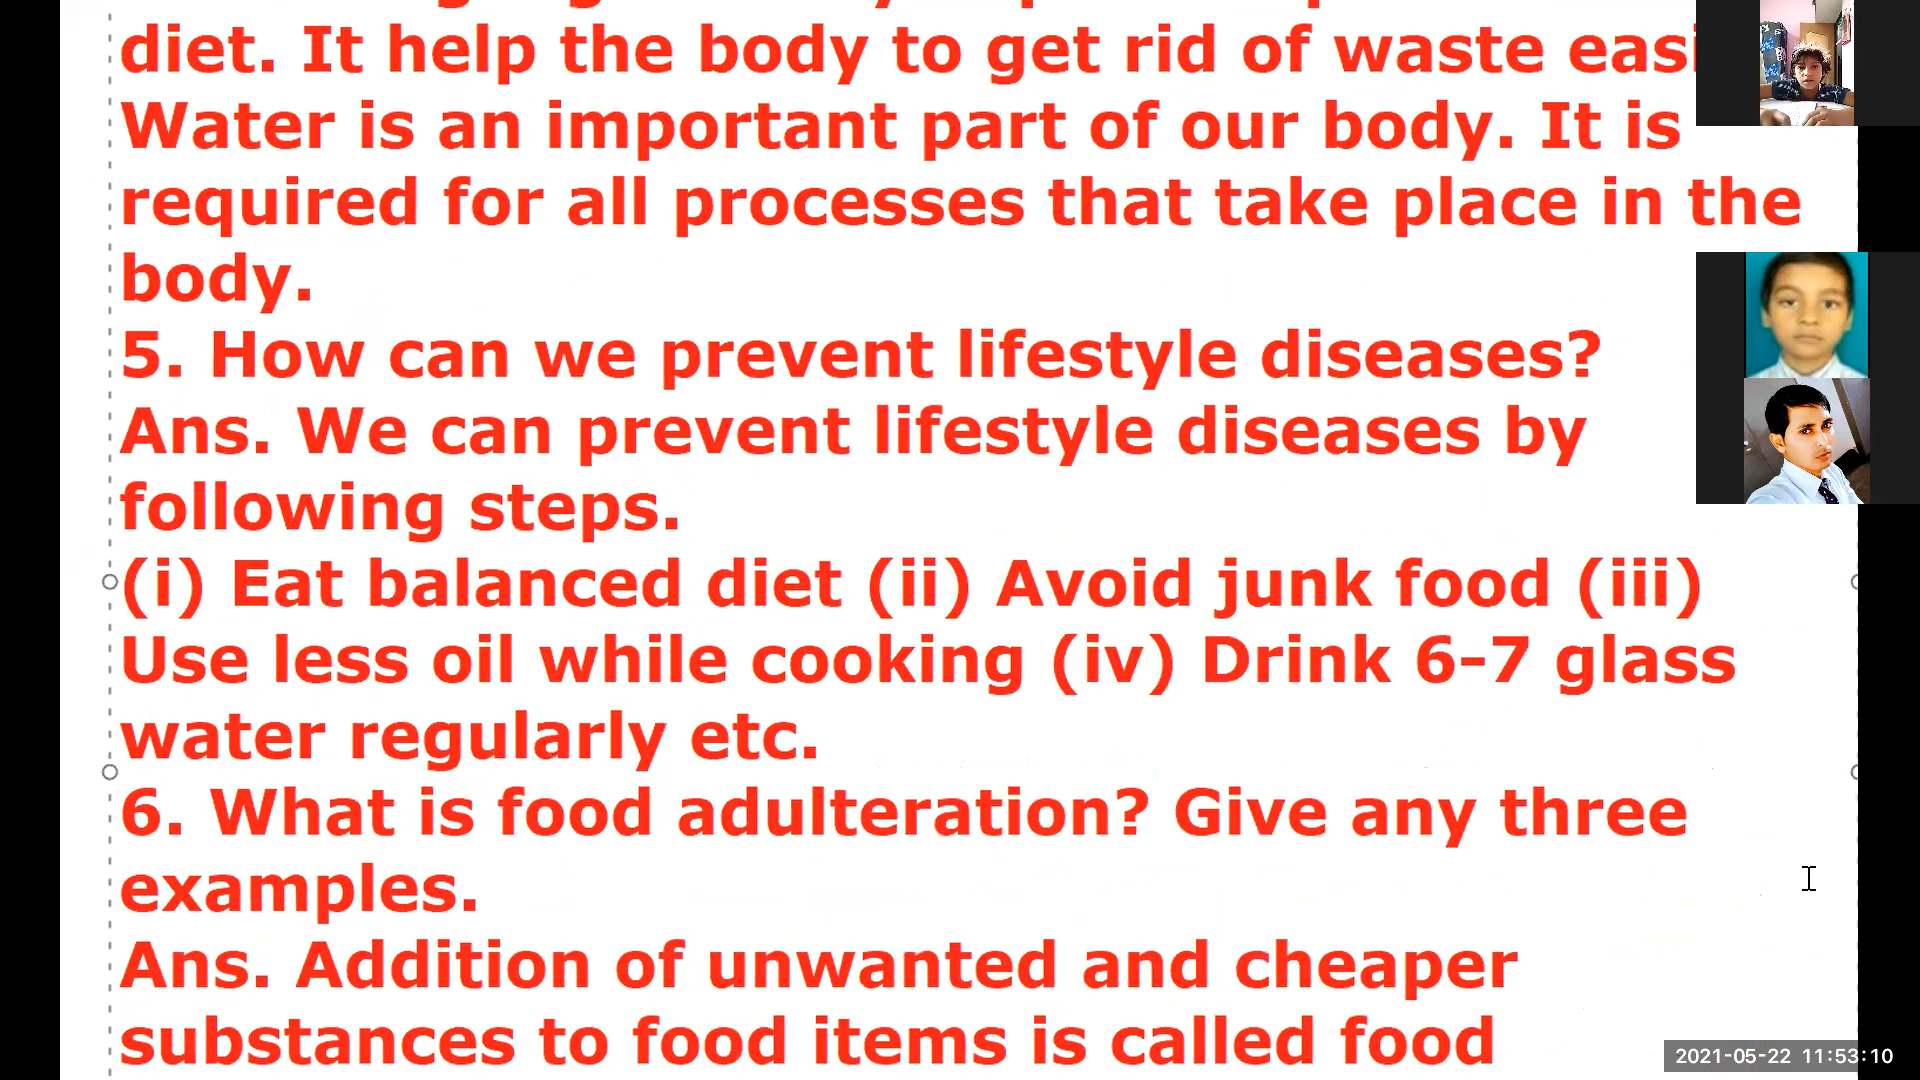 diet. It help the body to get rid of waste
Water is an important part of our body. It is
required for all processes that take place in the
body.
5. How can we prevent lifestyle diseases?
Ans. We can prevent lifestyle diseases by
following steps.
(i) Eat balanced diet (ii) Avoid junk food (iii)
Use less oil while cooking (iv) Drink 6-7 glass
water regularly etc.
6. What is food adulteration? Give any three
examples.
Ans. Addition of unwanted and cheaper
substances to food items is called food
2021-05-22 11:53:10